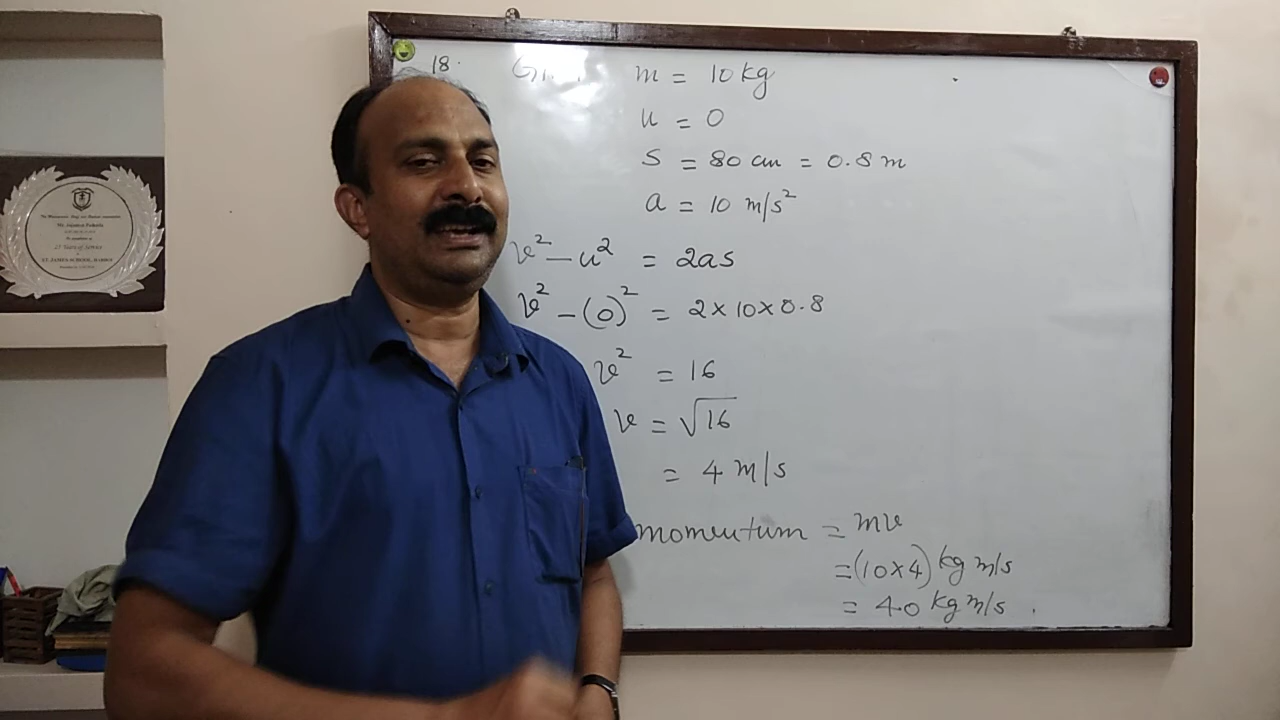 18.
m = 10 kg
u = 0
s = 80 cm = 0.8 m
a = 10 m/s²
v² - u² = 2as
v² - (0)² = 2 × 10 × 0.8
v² = 16
v = √16
= 4 m/s
momentum = mv
= (10×4) kg m/s
= 40 kg m/s.